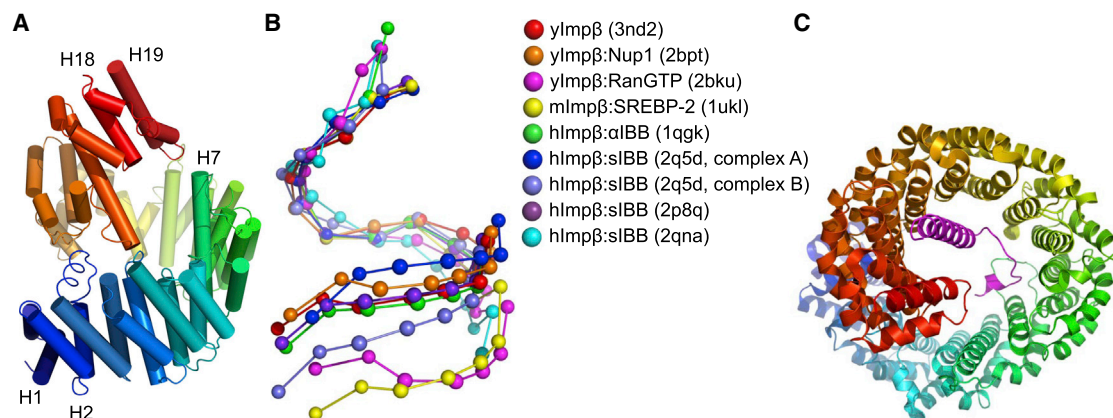 A
B
C
H18
H19
H7
H1
H2
yImpβ (3nd2)
yImpβ:Nup1 (2bpt)
yImpβ:RanGTP (2bku)
mImpβ:SREBP-2 (1ukl)
hImpβ:αIBB (1qgk)
hImpβ:sIBB (2q5d, complex A)
hImpβ:sIBB (2q5d, complex B)
hImpβ:sIBB (2p8q)
hImpβ:sIBB (2qna)